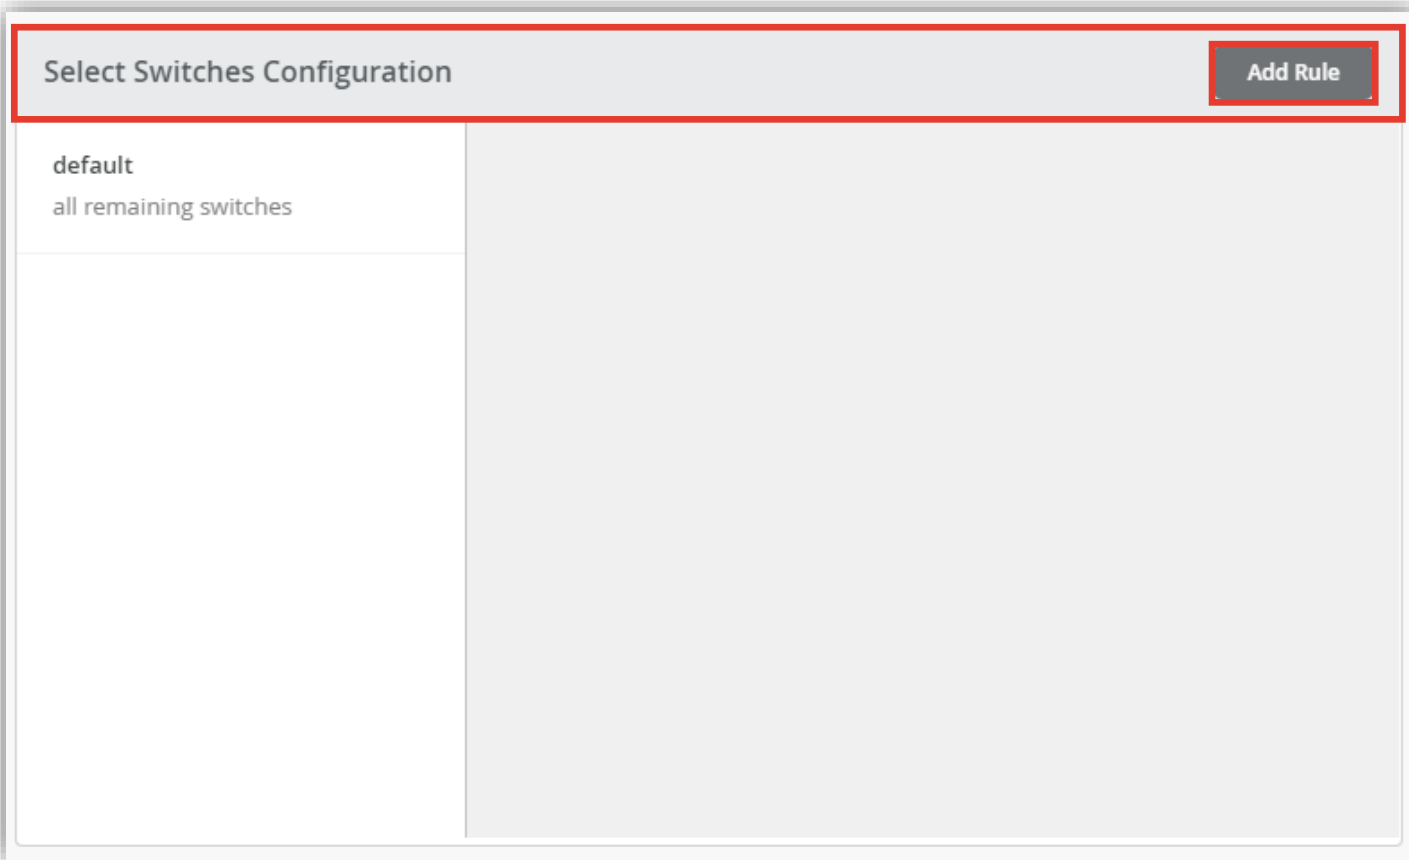 Select Switches Configuration
Add Rule
default
all remaining switches